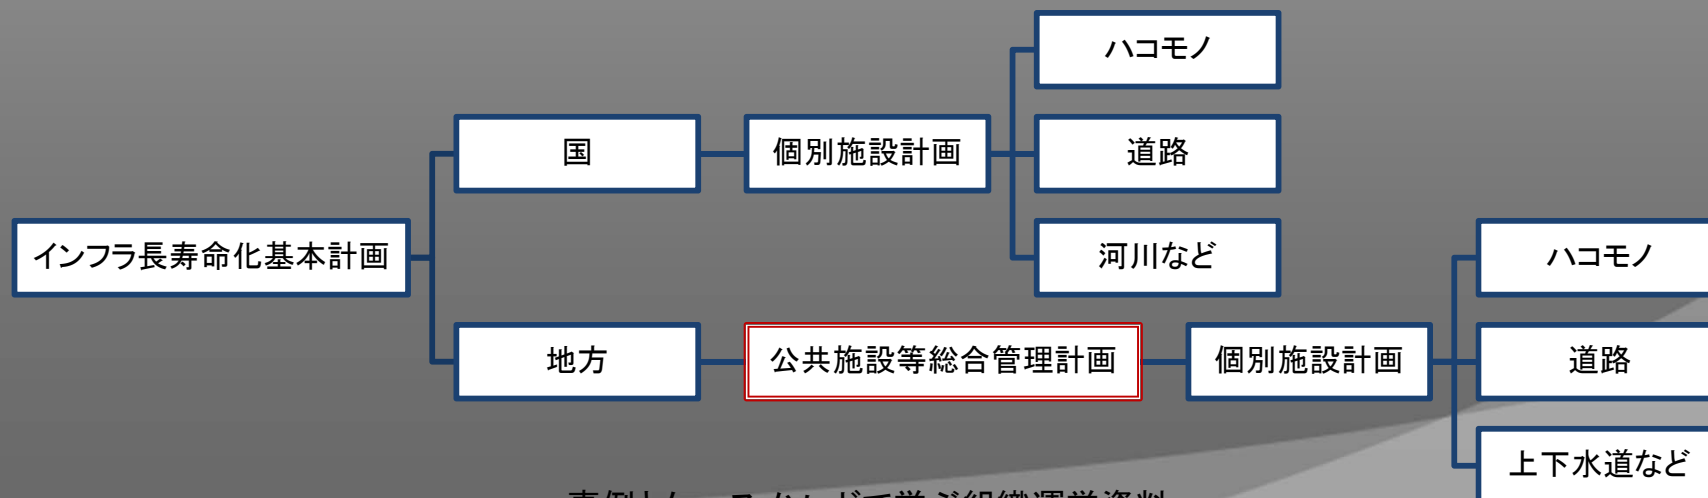 ハコモノ
国
個別施設計画
道路
インフラ長寿命化基本計画
河川など
ハコモノ
地方
公共施設等総合管理計画
個別施設計画
道路
上下水道など